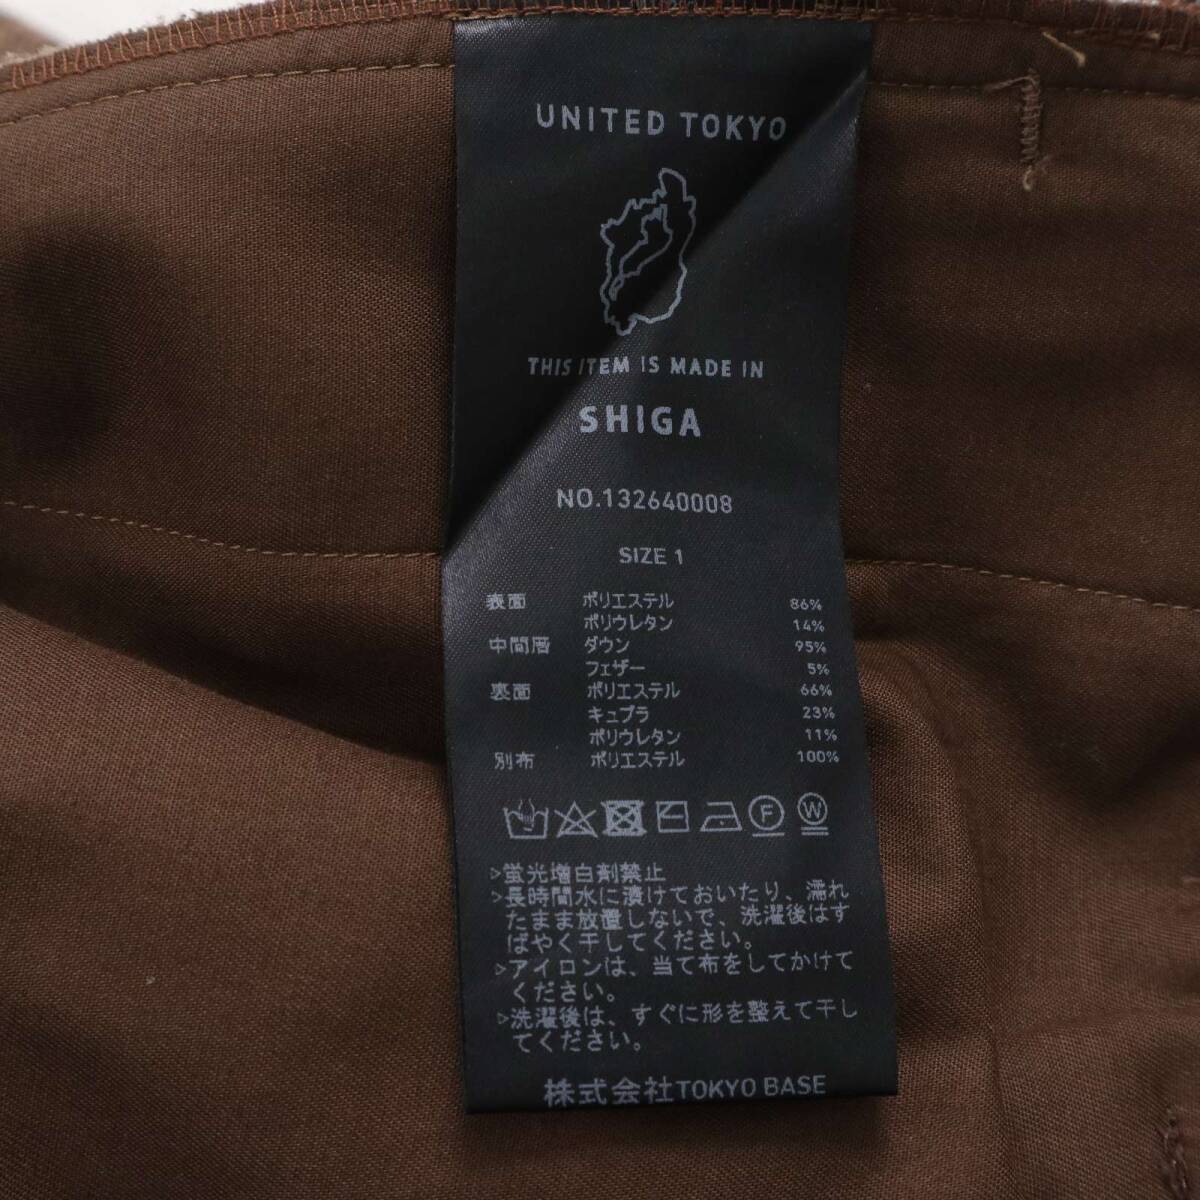 UNITED TOKYO
THIS ITEM IS MADE IN
SHIGA
NO.132640008
SIZE 1
表面 ポリエステル 86%
ポリウレタン 14%
中間層 ダウン 95%
フェザー 5%
裏面 ポリエステル 66%
キュプラ 23%
ポリウレタン 11%
別布 ポリエステル 100%
F W
>蛍光増白剤禁止
>長時間水に漬けておいたり、濡れ
たまま放置しないで、洗濯後はす
ばやく干してください。
>アイロンは、当て布をしてかけて
ください。
>洗濯後は、すぐに形を整えて干し
てください。
株式会社TOKYO BASE